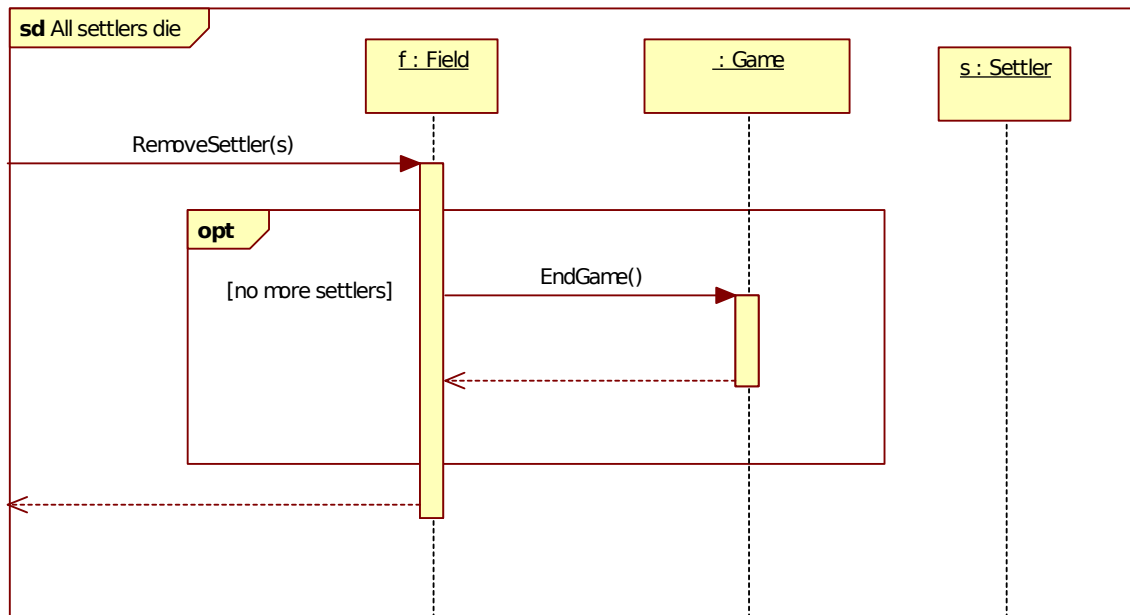 sd All settlers die
f : Field
: Game
s : Settler
RemoveSettler(s)
opt
[no more settlers]
EndGame()